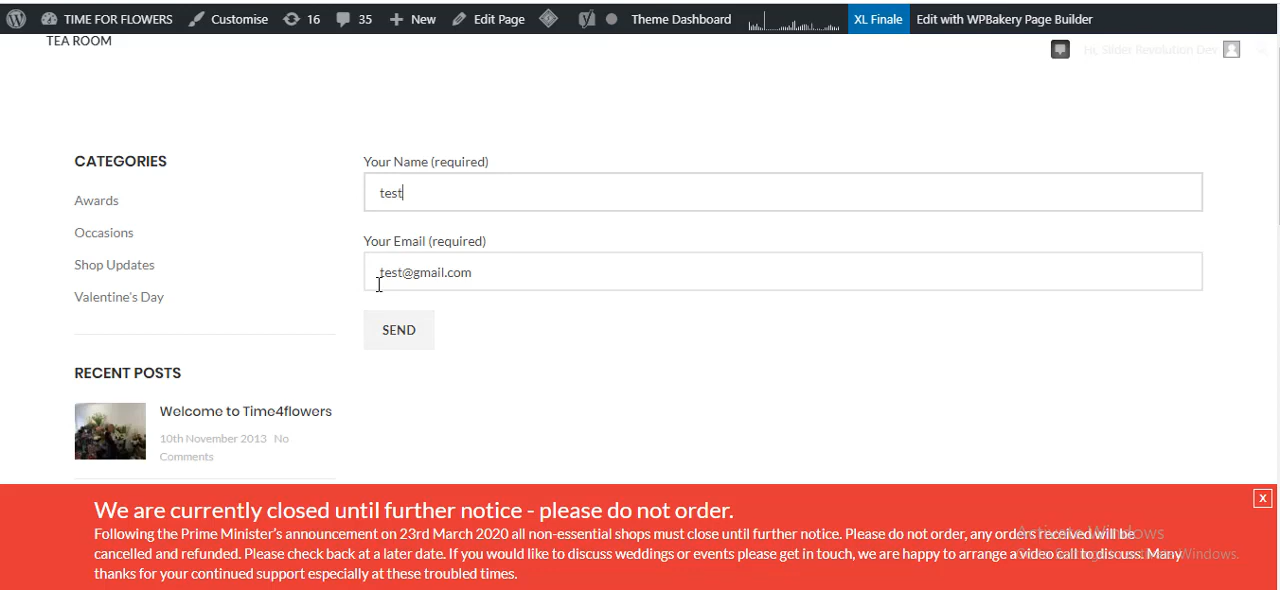 TIME FOR FLOWERS Customise 16 35 New Edit Page Theme Dashboard XL Finale Edit with WPBakery Page Builder
TEA ROOM
Hi, Slider Revolution Dev
CATEGORIES
Awards
Occasions
Shop Updates
Valentine's Day
Your Name (required)
test
Your Email (required)
test@gmail.com
SEND
RECENT POSTS
Welcome to Time4flowers
10th November 2013 No
Comments
We are currently closed until further notice - please do not order.
X
Following the Prime Minister's announcement on 23rd March 2020 all non-essential shops must close until further notice. Please do not order, any orders received will be
cancelled and refunded. Please check back at a later date. If you would like to discuss weddings or events please get in touch, we are happy to arrange a video call to discuss. Many
thanks for your continued support especially at these troubled times.
Activate Windows